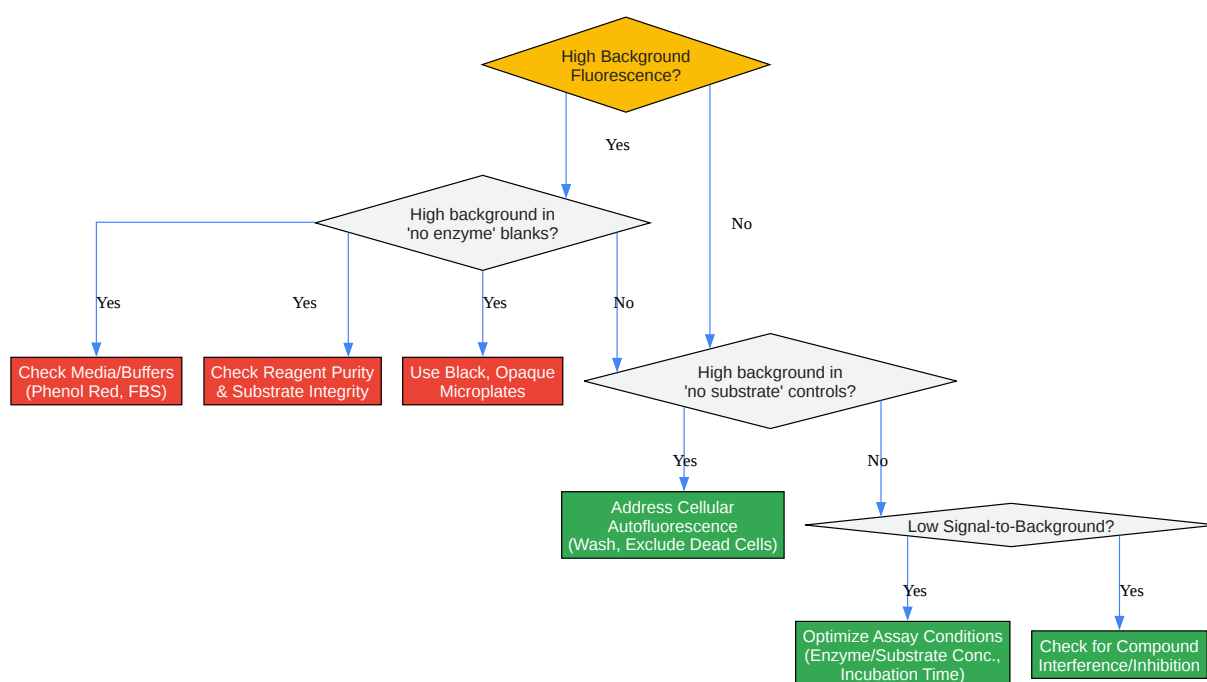 High Background
Fluorescence?
Yes
No
High background in
'no enzyme' blanks?
Yes
Yes
Yes
No
Check Media/Buffers
(Phenol Red, FBS)
Check Reagent Purity
& Substrate Integrity
Use Black, Opaque
Microplates
High background in
'no substrate' controls?
Yes
No
Address Cellular
Autofluorescence
(Wash, Exclude Dead Cells)
Low Signal-to-Background?
Yes
Yes
Optimize Assay Conditions
(Enzyme/Substrate Conc.,
Incubation Time)
Check for Compound
Interference/Inhibition